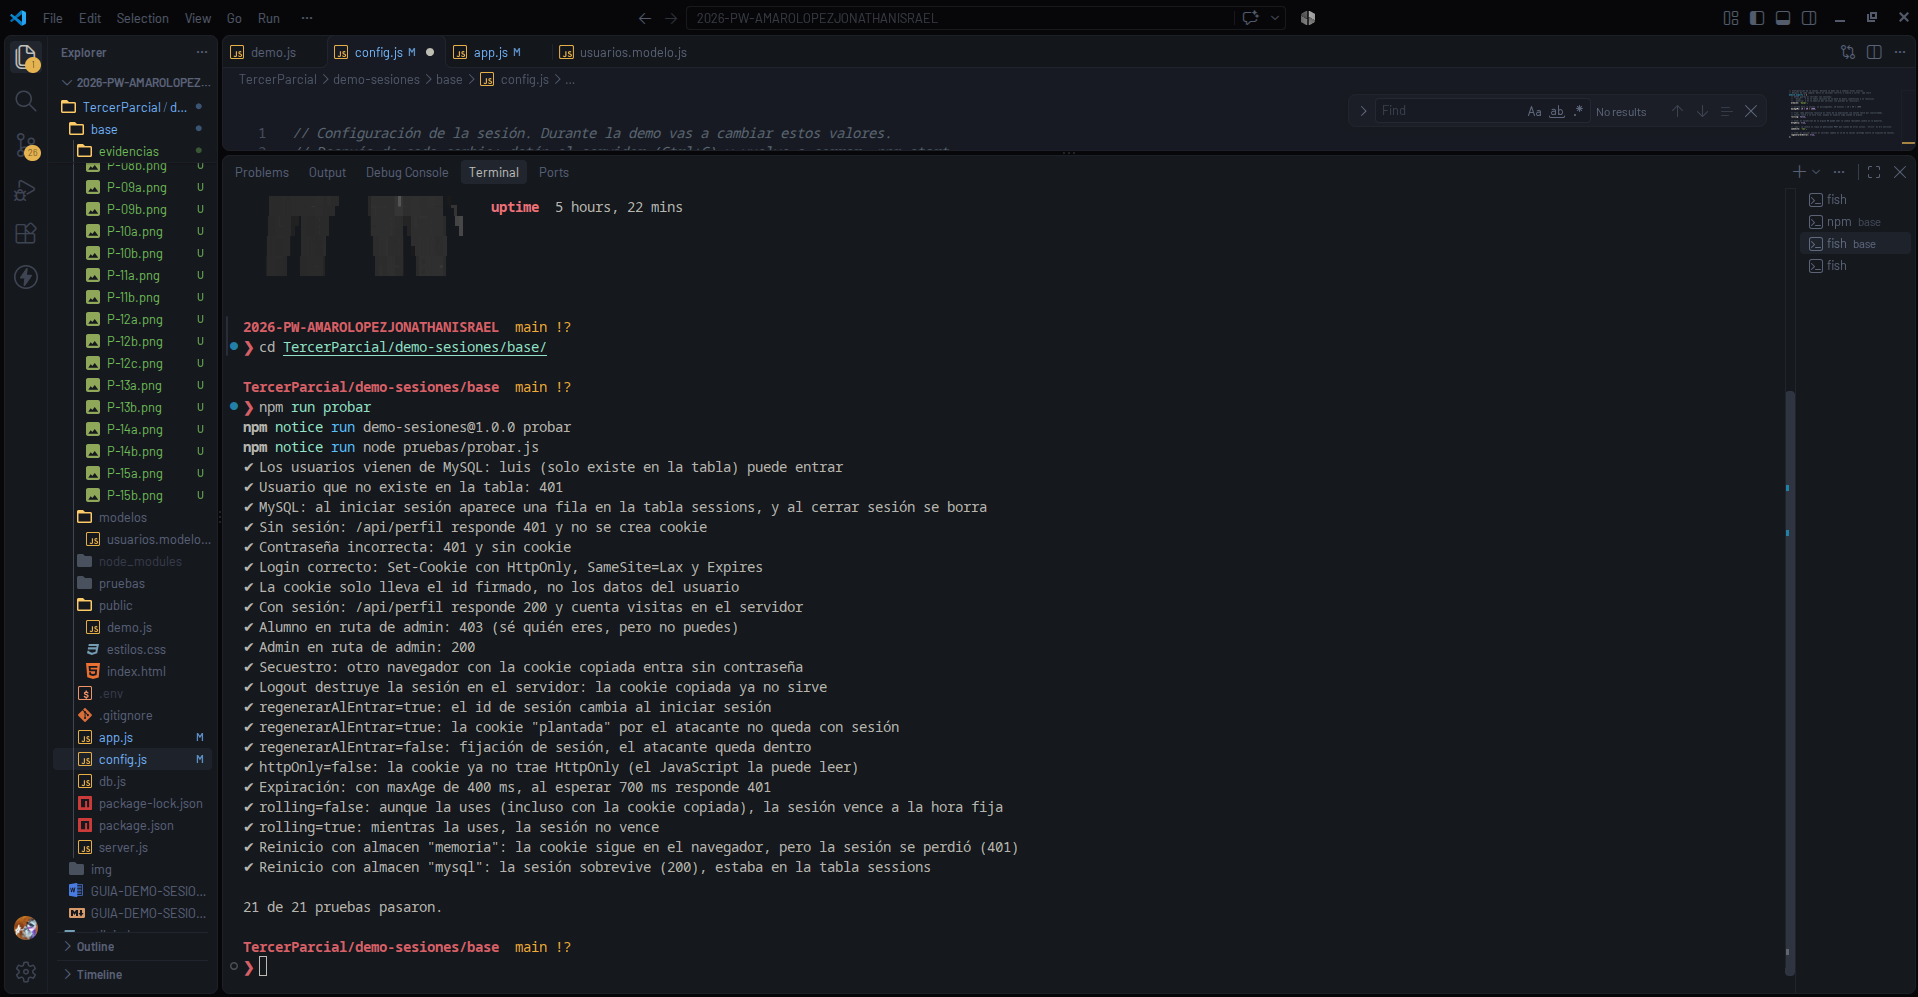 File Edit Selection View Go Run ···
2026-PW-AMAROLOPEZJONATHANISRAEL
Explorer ···
demo.js
config.js M
app.js M
usuarios.modelo.js
TercerParcial > demo-sesiones > base > config.js > ...
2026-PW-AMAROLOPEZ...
TercerParcial / d...
base
evidencias
P-08b.png U
P-09a.png U
P-09b.png U
P-10a.png U
P-10b.png U
P-11a.png U
P-11b.png U
P-12a.png U
P-12b.png U
P-12c.png U
P-13a.png U
P-13b.png U
P-14a.png U
P-14b.png U
P-15a.png U
P-15b.png U
modelos
usuarios.modelo...
node_modules
pruebas
public
demo.js
estilos.css
index.html
.env
.gitignore
app.js M
config.js M
db.js
package-lock.json
package.json
server.js
img
GUIA-DEMO-SESIO...
GUIA-DEMO-SESIO...
Outline
Timeline
1
26
Find
Aa ab .* No results
1 // Configuración de la sesión. Durante la demo vas a cambiar estos valores.
Problems Output Debug Console Terminal Ports
uptime 5 hours, 22 mins
2026-PW-AMAROLOPEZJONATHANISRAEL main !?
❯ cd TercerParcial/demo-sesiones/base/
TercerParcial/demo-sesiones/base main !?
❯ npm run probar
npm notice run demo-sesiones@1.0.0 probar
npm notice run node pruebas/probar.js
✔ Los usuarios vienen de MySQL: luis (solo existe en la tabla) puede entrar
✔ Usuario que no existe en la tabla: 401
✔ MySQL: al iniciar sesión aparece una fila en la tabla sessions, y al cerrar sesión se borra
✔ Sin sesión: /api/perfil responde 401 y no se crea cookie
✔ Contraseña incorrecta: 401 y sin cookie
✔ Login correcto: Set-Cookie con HttpOnly, SameSite=Lax y Expires
✔ La cookie solo lleva el id firmado, no los datos del usuario
✔ Con sesión: /api/perfil responde 200 y cuenta visitas en el servidor
✔ Alumno en ruta de admin: 403 (sé quién eres, pero no puedes)
✔ Admin en ruta de admin: 200
✔ Secuestro: otro navegador con la cookie copiada entra sin contraseña
✔ Logout destruye la sesión en el servidor: la cookie copiada ya no sirve
✔ regenerarAlEntrar=true: el id de sesión cambia al iniciar sesión
✔ regenerarAlEntrar=true: la cookie "plantada" por el atacante no queda con sesión
✔ regenerarAlEntrar=false: fijación de sesión, el atacante queda dentro
✔ httpOnly=false: la cookie ya no trae HttpOnly (el JavaScript la puede leer)
✔ Expiración: con maxAge de 400 ms, al esperar 700 ms responde 401
✔ rolling=false: aunque la uses (incluso con la cookie copiada), la sesión vence a la hora fija
✔ rolling=true: mientras la uses, la sesión no vence
✔ Reinicio con almacen "memoria": la cookie sigue en el navegador, pero la sesión se perdió (401)
✔ Reinicio con almacen "mysql": la sesión sobrevive (200), estaba en la tabla sessions
21 de 21 pruebas pasaron.
TercerParcial/demo-sesiones/base main !?
❯
fish
npm base
fish base
fish